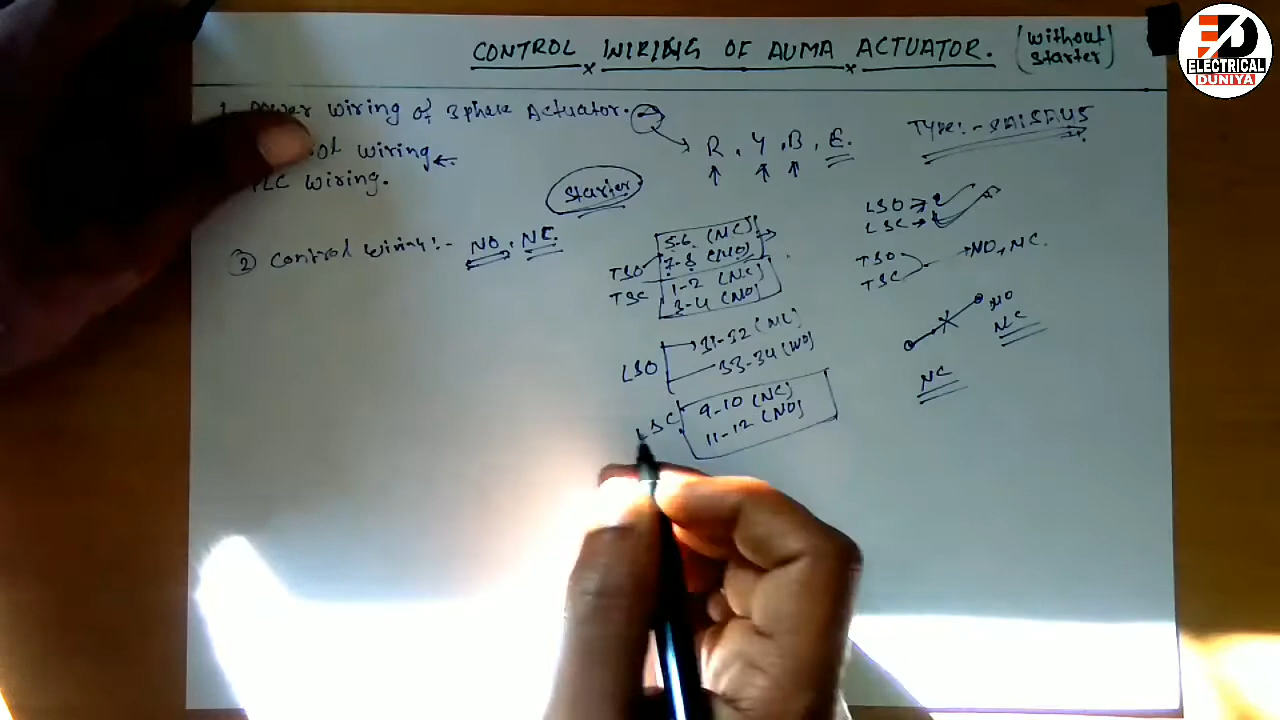 CONTROL WIRING OF AUMA ACTUATOR. (without starter)
ELECTRICAL
DUNIYA
1. Power wiring of 3 phase Actuator.
R, Y, B, E.
Type:-
wiring
PLC wiring.
Starter
② Control wiring:- NO, NC.
TSO
5-6 (NC)
7-8 (NO)
TSC
1-2 (NC)
3-4 (NO)
LSO
31-32 (NC)
33-34 (NO)
LSC
9-10 (NC)
11-12 (NO)
LSO
LSC
TSO
TSC
NO, NC.
NO
NC
NC